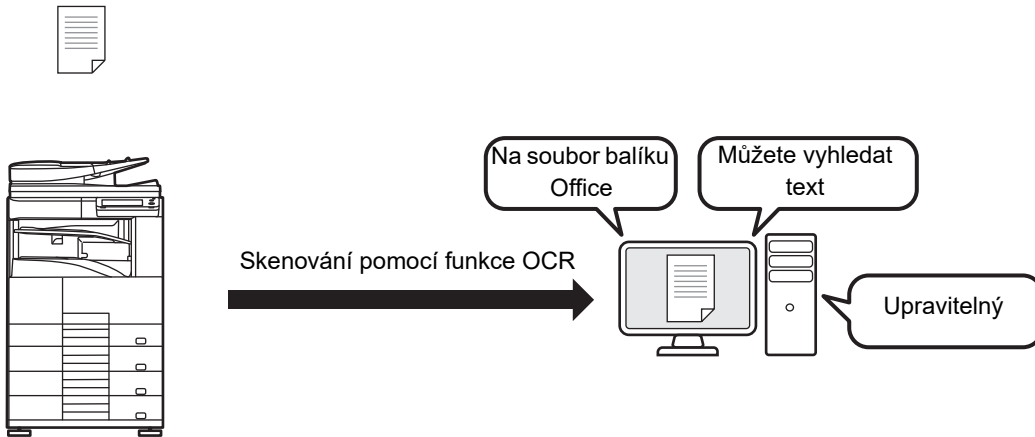 Na soubor balíku
Office
Můžete vyhledat
text
Skenování pomocí funkce OCR
Upravitelný